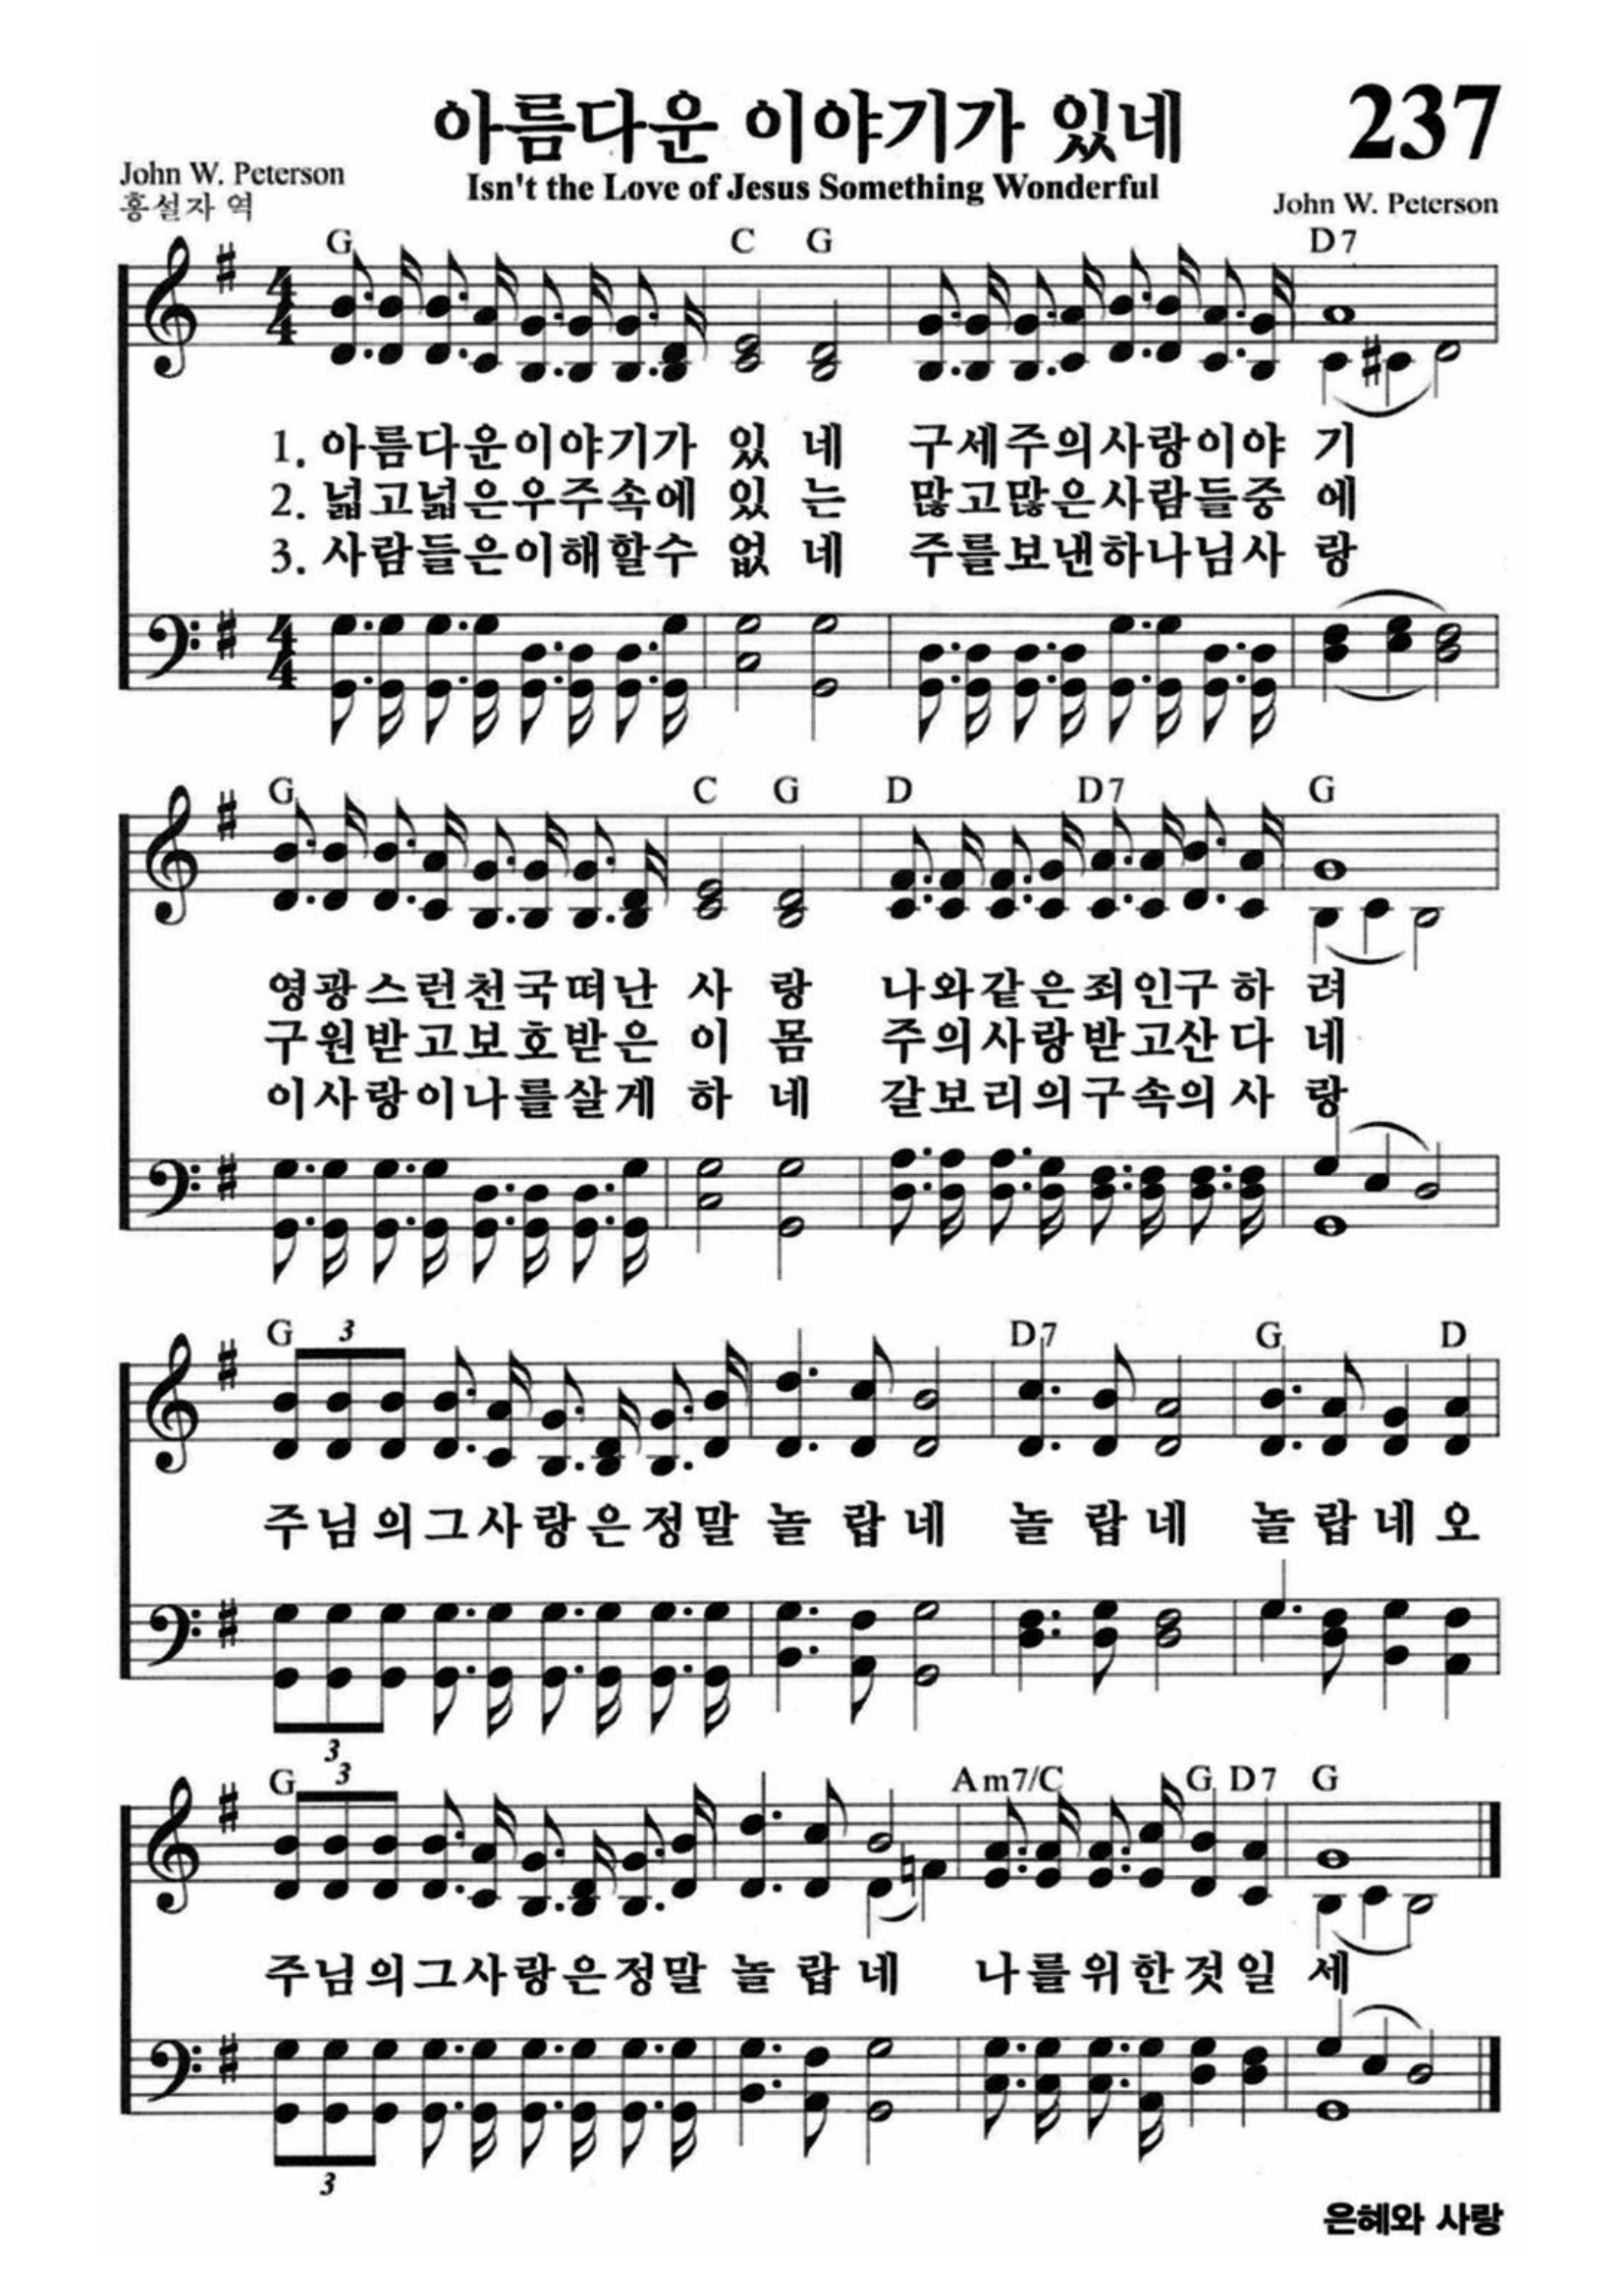 아름다운 이야기가 있네 237
John W. Peterson Isn't the Love of Jesus Something Wonderful
홍설자 역 John W. Peterson
G C G D7
1. 아름다운이야기가 있 네 구세주의사랑이야 기
2. 넓고넓은우주속에 있 는 많고많은사람들중 에
3. 사람들은이해할수 없 네 주를보낸하나님사 랑
G C G D D7 G
영광스런천국떠난 사 랑 나와같은죄인구하 려
구원받고보호받은 이 몸 주의사랑받고산다 네
이사랑이나를살게 하 네 갈보리의구속의사 랑
G 3 D7 G D
주님의그사랑은정말 놀 랍 네 놀 랍 네 놀 랍 네 오
3
G 3 Am7/C G D7 G
주님의그사랑은정말 놀 랍 네 나를위한것일 세
3
은혜와 사랑